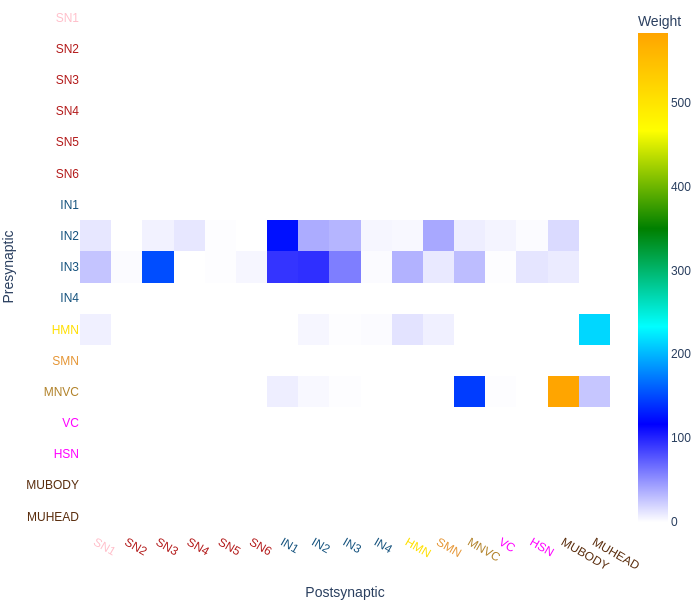 Weight
SN1
SN2
SN3
SN4
SN5
SN6
IN1
IN2
IN3
IN4
HMN
SMN
MNVC
VC
HSN
MUBODY
MUHEAD
Presynaptic
500
400
300
200
100
0
SN1
SN2
SN3
SN4
SN5
SN6
IN1
IN2
IN3
IN4
HMN
SMN
MNVC
VC
HSN
MUBODY
MUHEAD
Postsynaptic